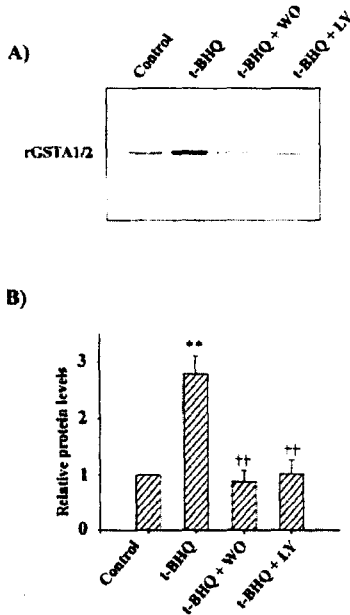 A)
Control
t-BHQ
t-BHQ + WO
t-BHQ + LY
rGSTA1/2
B)
Relative protein levels
3
2
1
0
**
††
††
Control
t-BHQ
t-BHQ + WO
t-BHQ + LY